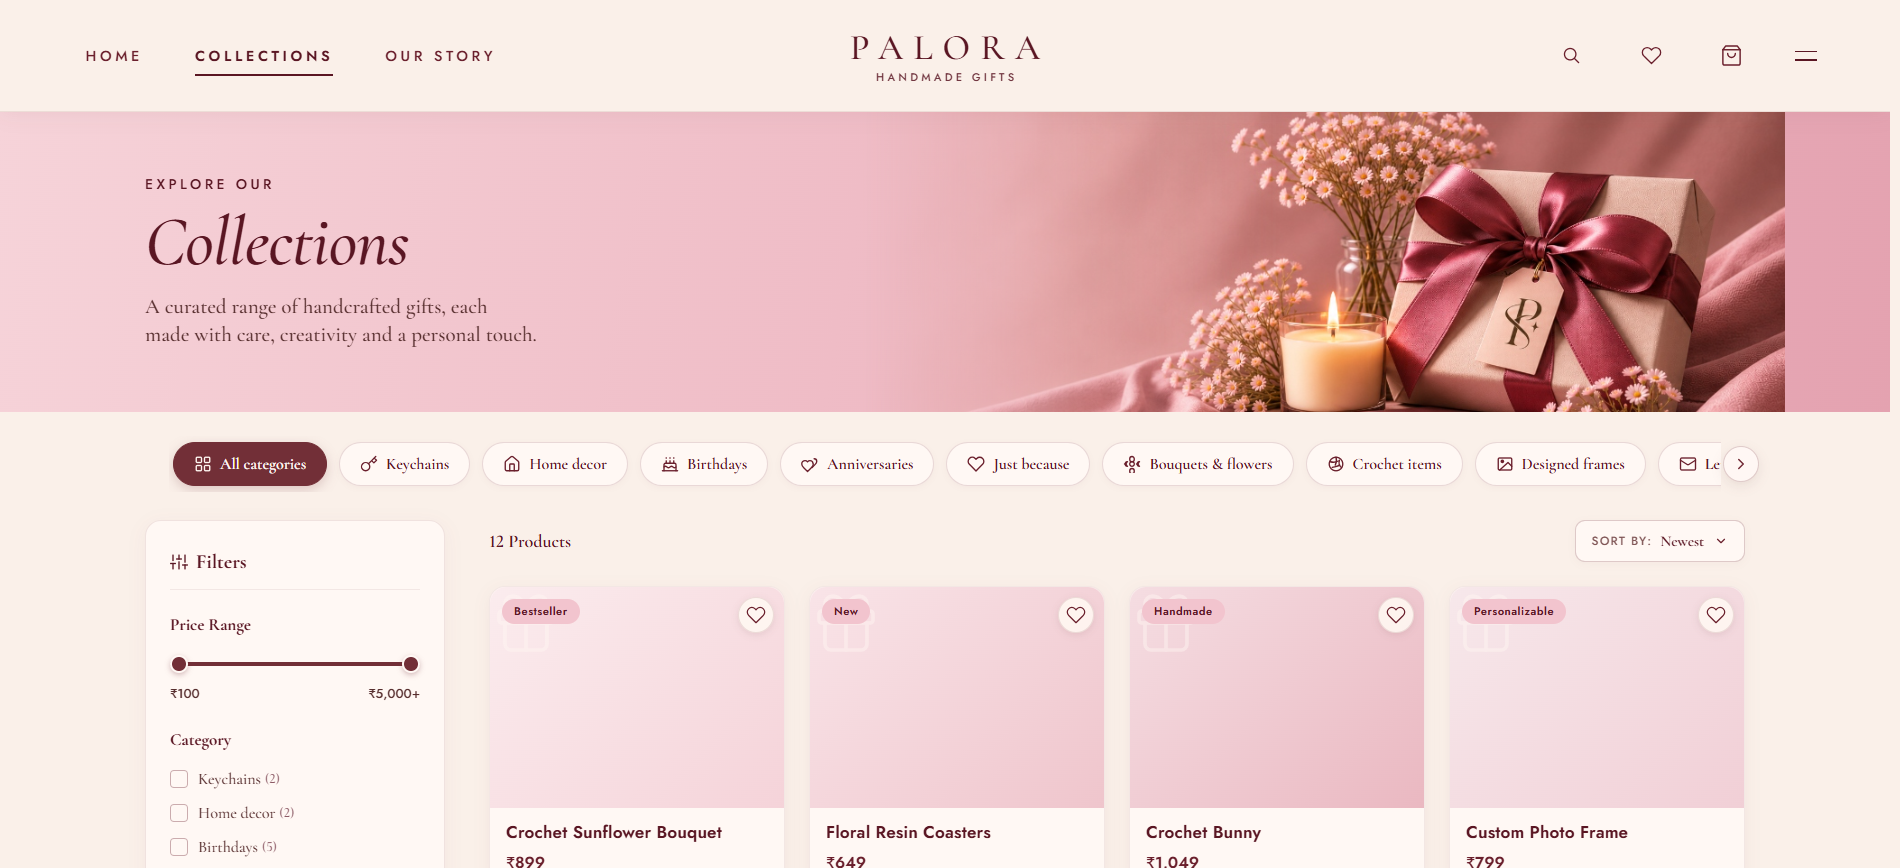 HOME
COLLECTIONS
OUR STORY
PALORA
HANDMADE GIFTS
EXPLORE OUR
Collections
A curated range of handcrafted gifts, each
made with care, creativity and a personal touch.
All categories
Keychains
Home decor
Birthdays
Anniversaries
Just because
Bouquets & flowers
Crochet items
Designed frames
Le
Filters
Price Range
₹100
₹5,000+
Category
Keychains (2)
Home decor (2)
Birthdays (5)
12 Products
SORT BY: Newest
Bestseller
New
Handmade
Personalizable
Crochet Sunflower Bouquet
₹899
Floral Resin Coasters
₹649
Crochet Bunny
₹1,049
Custom Photo Frame
₹799